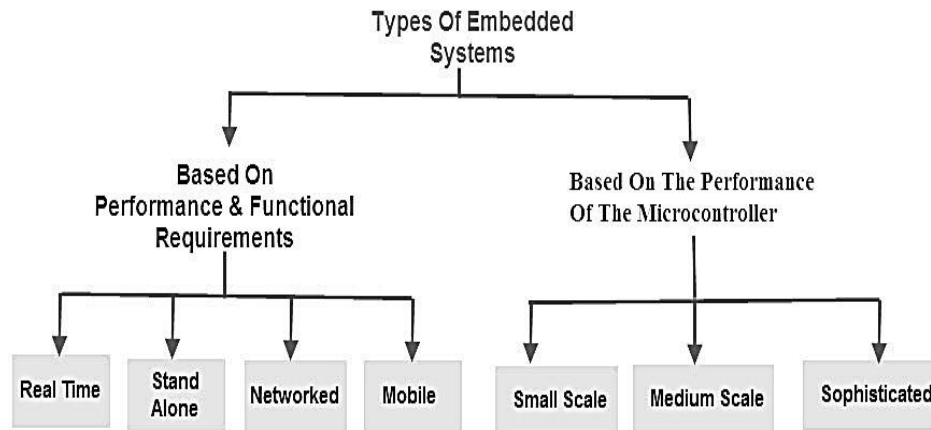 Types Of Embedded
Systems
Based On
Performance & Functional
Requirements
Based On The Performance
Of The Microcontroller
Real Time
Stand
Alone
Networked
Mobile
Small Scale
Medium Scale
Sophisticated